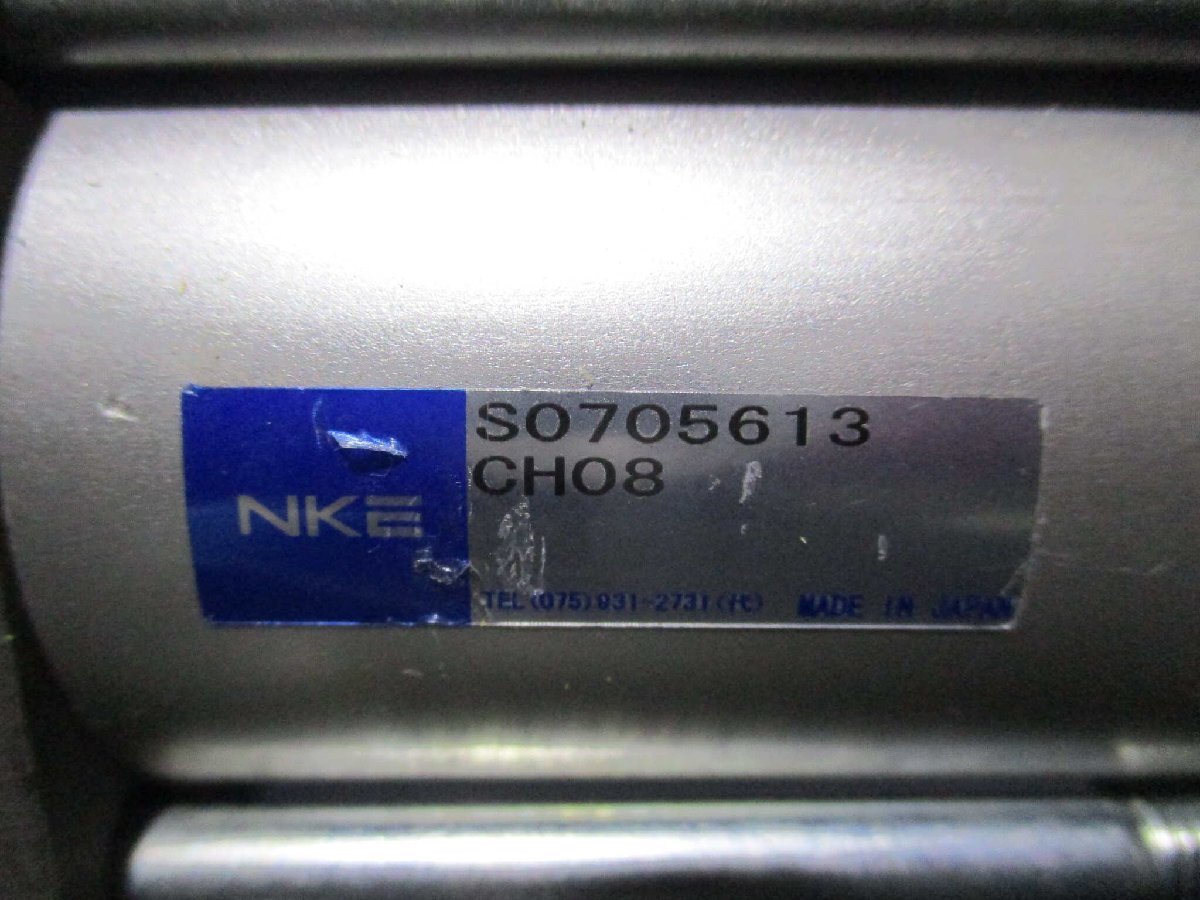 S0705613
CH08
NKE
TEL (075) 931-2731 (代) MADE IN JAPAN